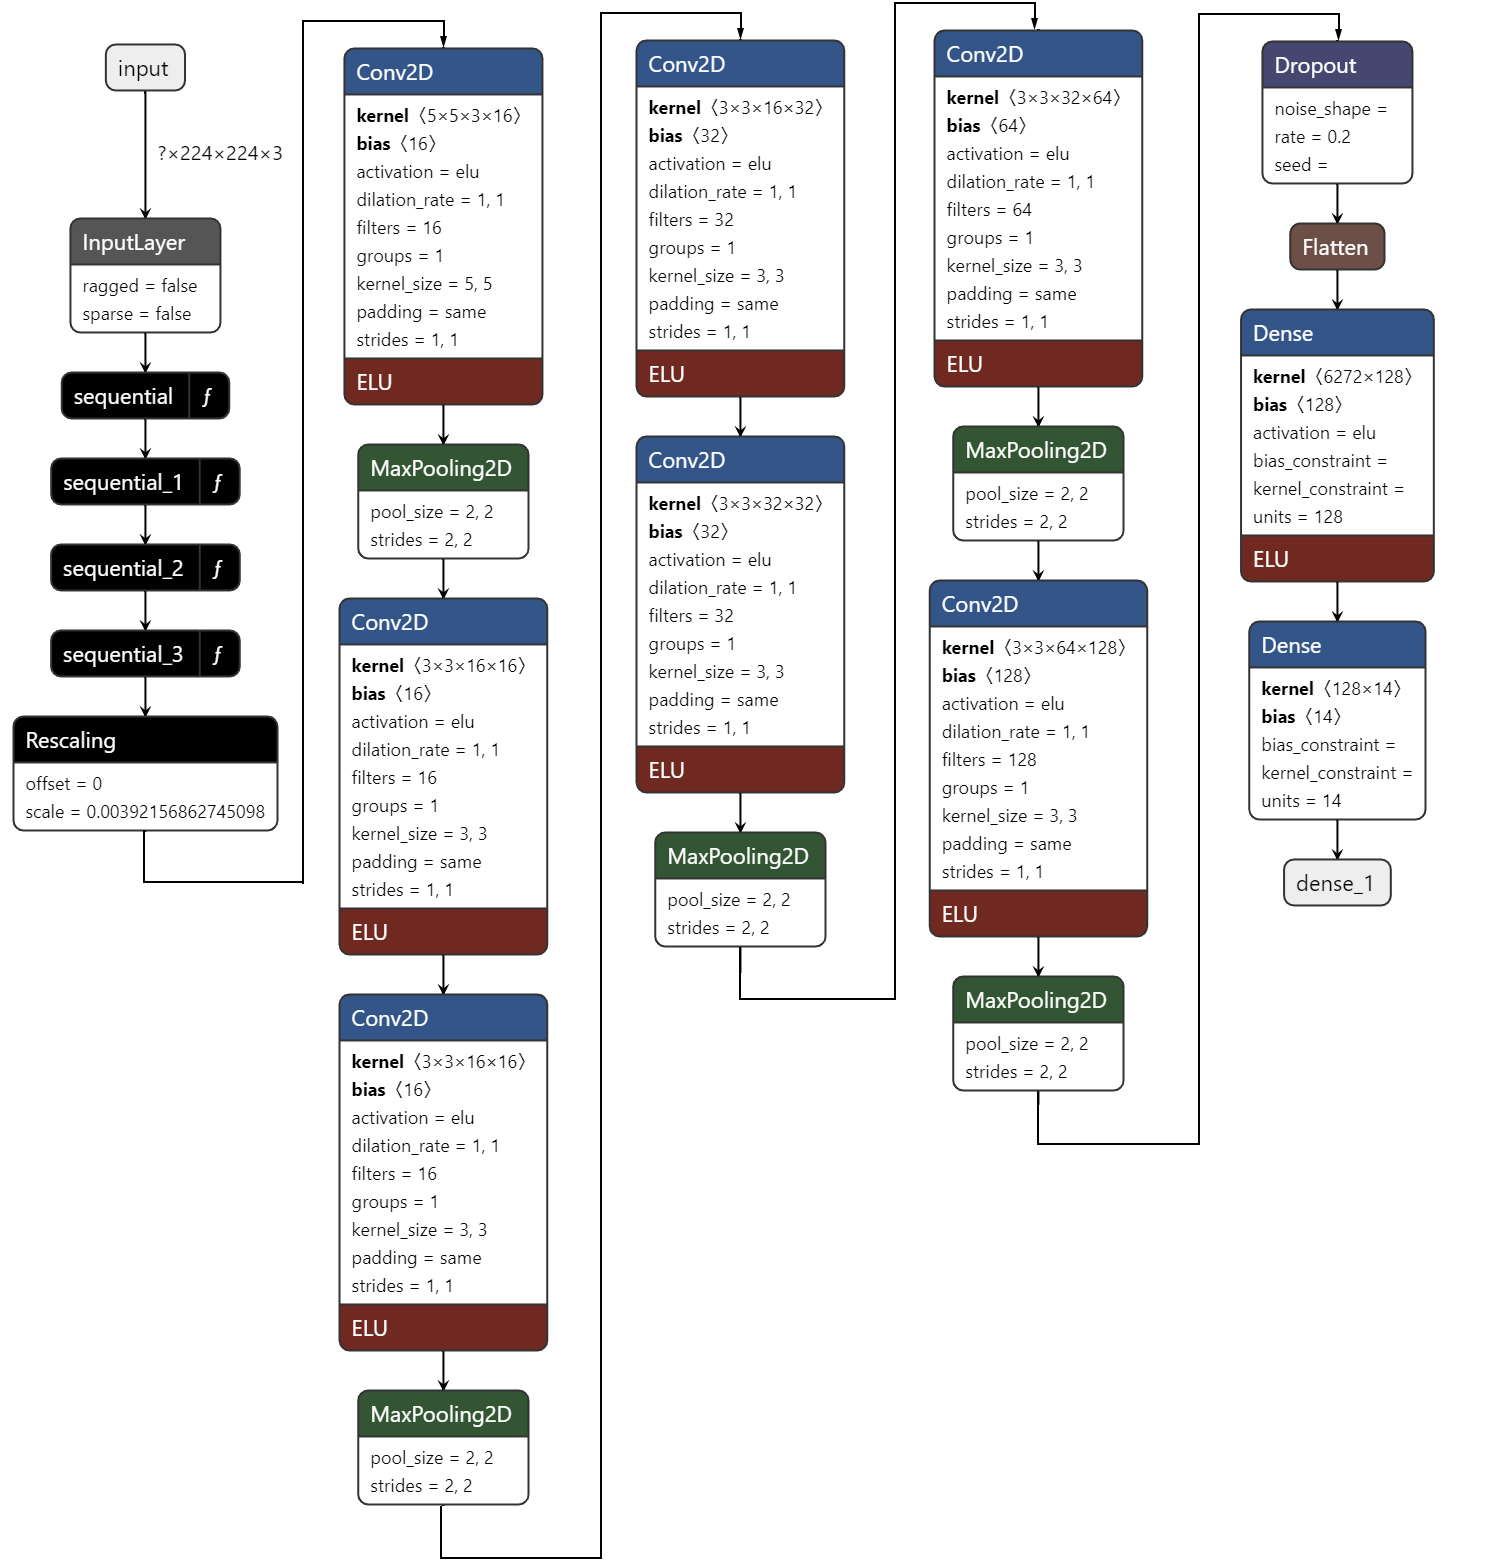 input
?×224×224×3
InputLayer
ragged = false
sparse = false
sequential ƒ
sequential_1 ƒ
sequential_2 ƒ
sequential_3 ƒ
Rescaling
offset = 0
scale = 0.00392156862745098
Conv2D
kernel 〈5×5×3×16〉
bias 〈16〉
activation = elu
dilation_rate = 1, 1
filters = 16
groups = 1
kernel_size = 5, 5
padding = same
strides = 1, 1
ELU
MaxPooling2D
pool_size = 2, 2
strides = 2, 2
Conv2D
kernel 〈3×3×16×16〉
bias 〈16〉
activation = elu
dilation_rate = 1, 1
filters = 16
groups = 1
kernel_size = 3, 3
padding = same
strides = 1, 1
ELU
Conv2D
kernel 〈3×3×16×16〉
bias 〈16〉
activation = elu
dilation_rate = 1, 1
filters = 16
groups = 1
kernel_size = 3, 3
padding = same
strides = 1, 1
ELU
MaxPooling2D
pool_size = 2, 2
strides = 2, 2
Conv2D
kernel 〈3×3×16×32〉
bias 〈32〉
activation = elu
dilation_rate = 1, 1
filters = 32
groups = 1
kernel_size = 3, 3
padding = same
strides = 1, 1
ELU
Conv2D
kernel 〈3×3×32×32〉
bias 〈32〉
activation = elu
dilation_rate = 1, 1
filters = 32
groups = 1
kernel_size = 3, 3
padding = same
strides = 1, 1
ELU
MaxPooling2D
pool_size = 2, 2
strides = 2, 2
Conv2D
kernel 〈3×3×32×64〉
bias 〈64〉
activation = elu
dilation_rate = 1, 1
filters = 64
groups = 1
kernel_size = 3, 3
padding = same
strides = 1, 1
ELU
MaxPooling2D
pool_size = 2, 2
strides = 2, 2
Conv2D
kernel 〈3×3×64×128〉
bias 〈128〉
activation = elu
dilation_rate = 1, 1
filters = 128
groups = 1
kernel_size = 3, 3
padding = same
strides = 1, 1
ELU
MaxPooling2D
pool_size = 2, 2
strides = 2, 2
Dropout
noise_shape =
rate = 0.2
seed =
Flatten
Dense
kernel 〈6272×128〉
bias 〈128〉
activation = elu
bias_constraint =
kernel_constraint =
units = 128
ELU
Dense
kernel 〈128×14〉
bias 〈14〉
bias_constraint =
kernel_constraint =
units = 14
dense_1